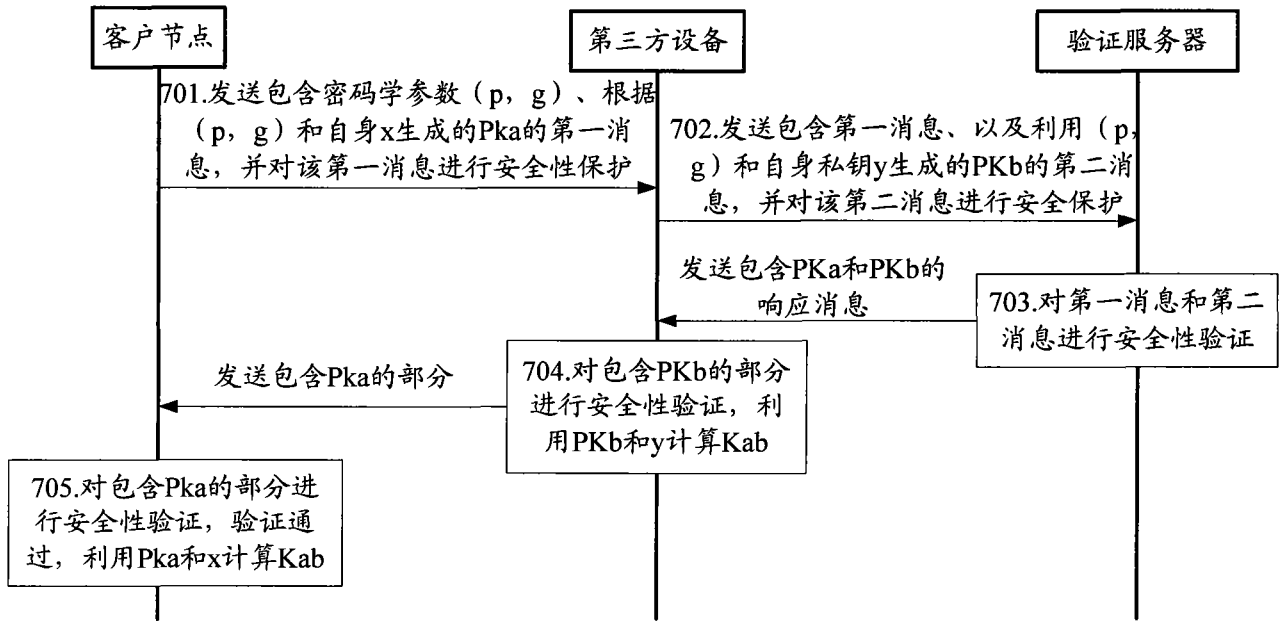 客户节点
第三方设备
验证服务器
701.发送包含密码学参数（p，g）、根据
（p，g）和自身x生成的Pka的第一消
息，并对该第一消息进行安全性保护
702.发送包含第一消息、以及利用（p，
g）和自身私钥y生成的PKb的第二消
息，并对该第二消息进行安全保护
发送包含PKa和PKb的
响应消息
703.对第一消息和第二
消息进行安全性验证
发送包含Pka的部分
704.对包含PKb的部分
进行安全性验证，利
用PKb和y计算Kab
705.对包含Pka的部分进
行安全性验证，验证通
过，利用Pka和x计算Kab